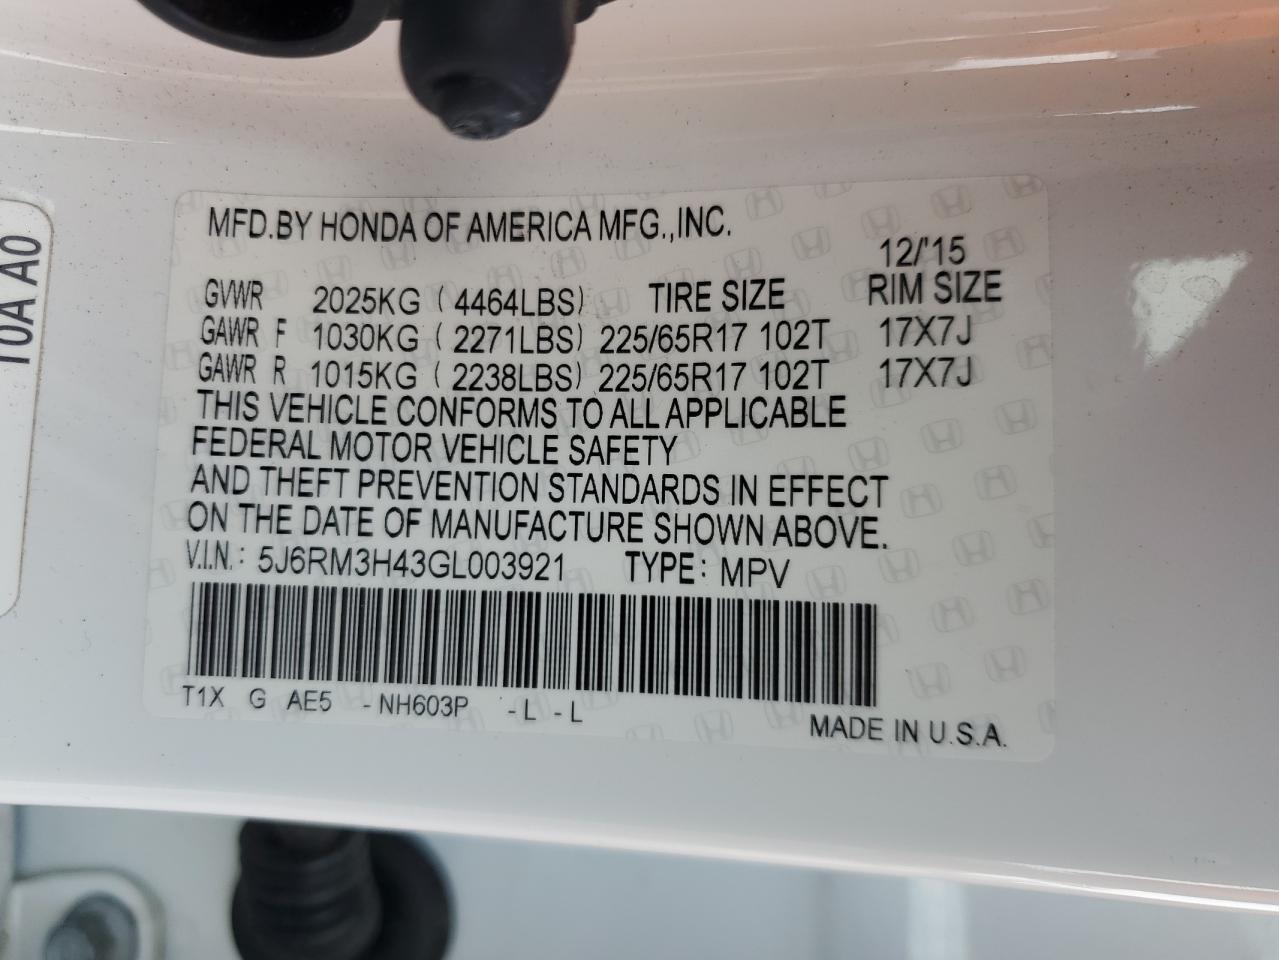 MFD.BY HONDA OF AMERICA MFG.,INC.
12/'15
GVWR 2025KG ( 4464LBS) TIRE SIZE RIM SIZE
GAWR F 1030KG ( 2271LBS) 225/65R17 102T 17X7J
GAWR R 1015KG ( 2238LBS) 225/65R17 102T 17X7J
THIS VEHICLE CONFORMS TO ALL APPLICABLE
FEDERAL MOTOR VEHICLE SAFETY
AND THEFT PREVENTION STANDARDS IN EFFECT
ON THE DATE OF MANUFACTURE SHOWN ABOVE.
V.I.N.: 5J6RM3H43GL003921 TYPE: MPV
T1X G AE5 -NH603P -L -L
MADE IN U.S.A.
10A A0